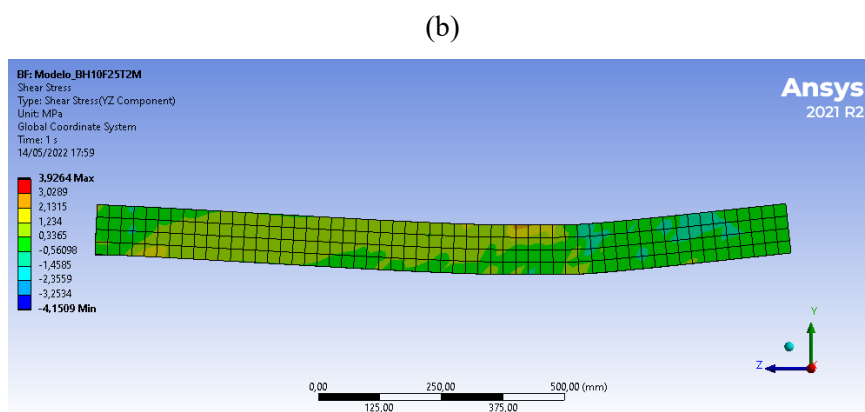 (b)
BF: Modelo_BH10F25T2M
Shear Stress
Type: Shear Stress(YZ Component)
Unit: MPa
Global Coordinate System
Time: 1 s
14/05/2022 17:59
Ansys
2021 R2
3,9264 Max
3,0289
2,1315
1,234
0,3365
-0,56098
-1,4585
-2,3559
-3,2534
-4,1509 Min
Y
Z
X
0,00 250,00 500,00 (mm)
125,00 375,00